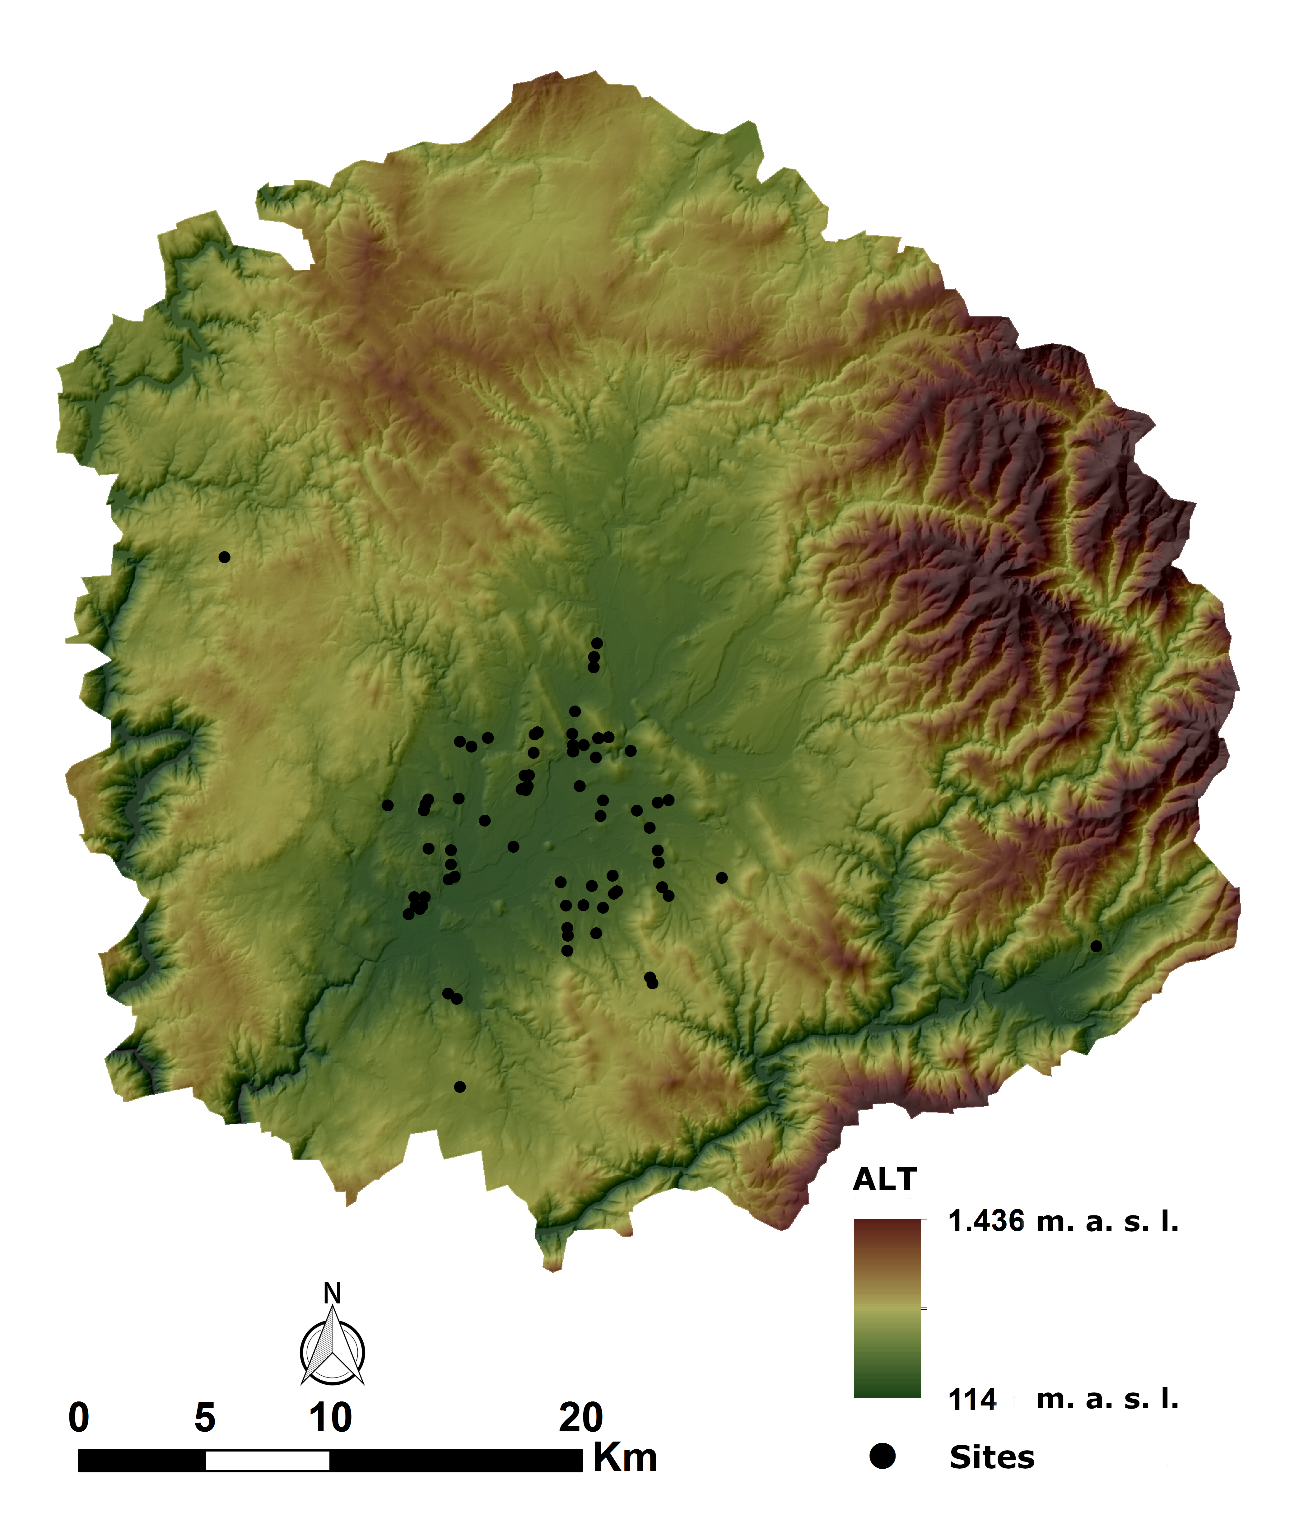 ALT
1.436 m. a. s. l.
114 m. a. s. l.
Sites
N
0 5 10 20
Km